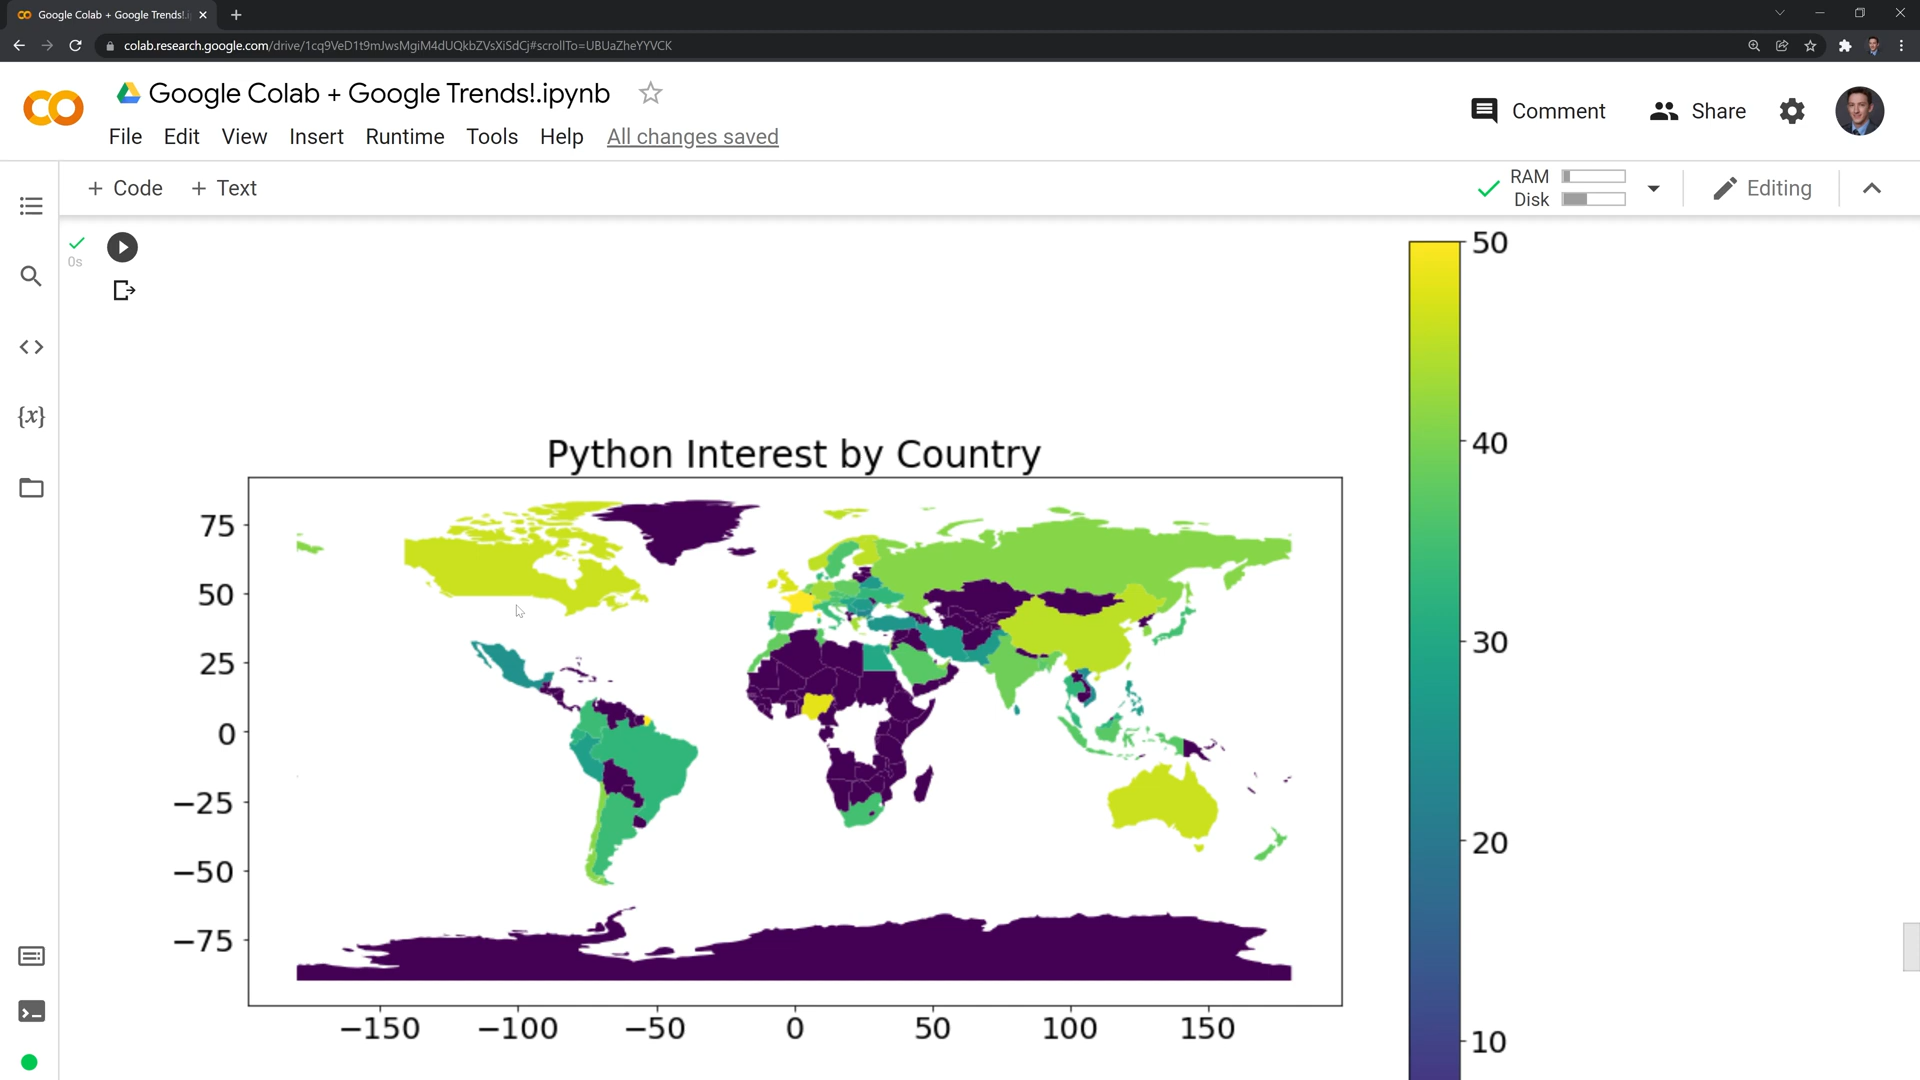 Google Colab + Google Trends!.i
colab.research.google.com/drive/1cq9VeD1t9mJwsMgiM4dUQkbZVsXiSdCj#scrollTo=UBUaZheYYVCK
Google Colab + Google Trends!.ipynb
Comment
Share
File Edit View Insert Runtime Tools Help All changes saved
+ Code + Text
RAM
Disk
Editing
0s
{x}
Python Interest by Country
75
50
25
0
−25
−50
−75
−150 −100 −50 0 50 100 150
50
40
30
20
10